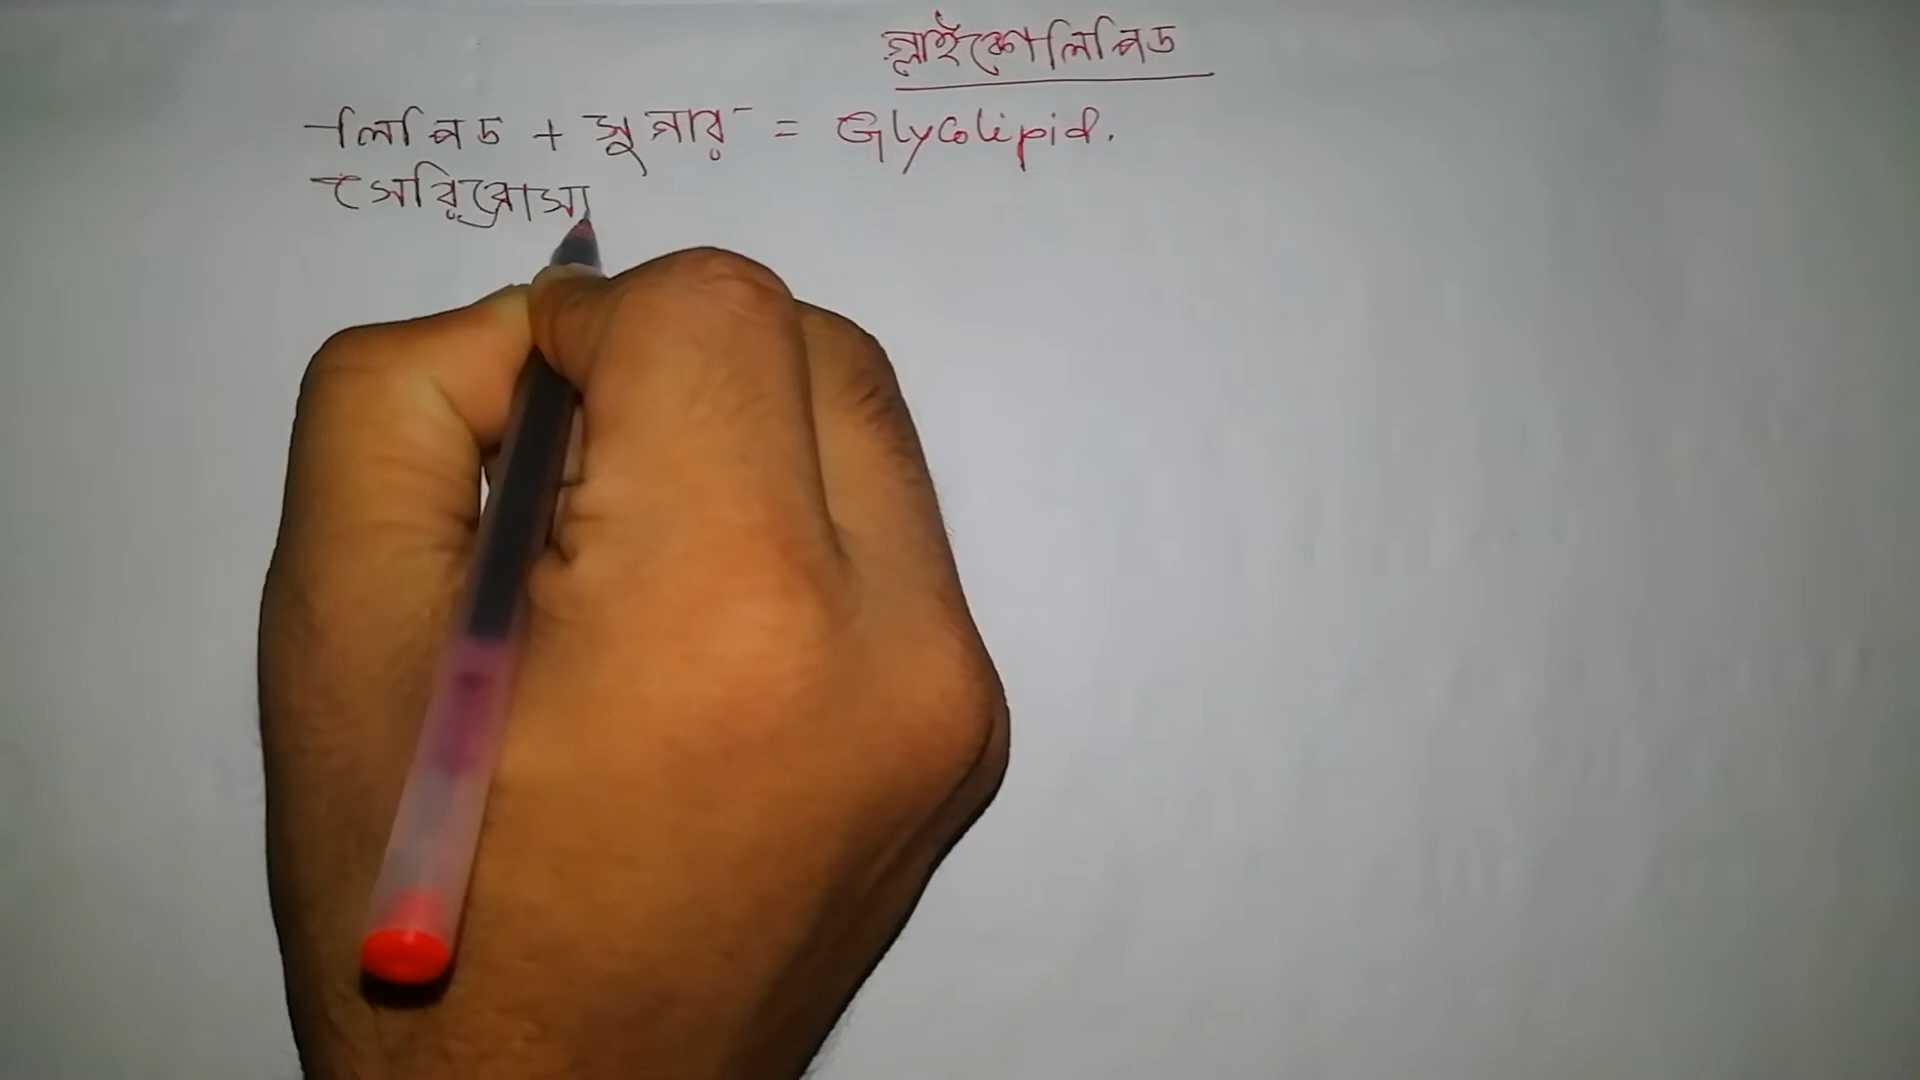 গ্লাইকোলিপিড
লিপিড + সুগার = Glycolipid.
সেরিব্রোসা